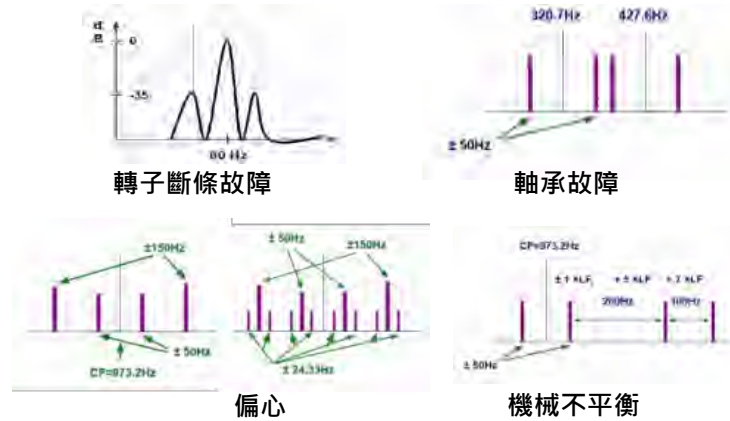 0
-35
60 Hz
轉子斷條故障
320.7Hz 427.6Hz
± 50Hz
軸承故障
±150Hz
± 50Hz
CP=973.2Hz
± 50Hz
±150Hz
± 24.33Hz
偏心
CP=973.2Hz
200Hz
100Hz
± 50Hz
機械不平衡